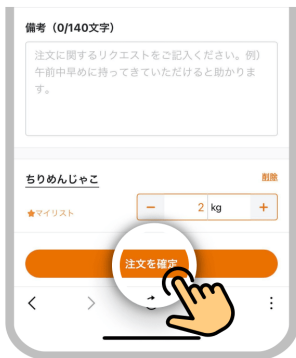 備考（0/140文字）
注文に関するリクエストをご記入ください。例）
午前中早めに持ってきていただけると助かりま
す。
ちりめんじゃこ
削除
★マイリスト
− 2 kg +
注文を確定